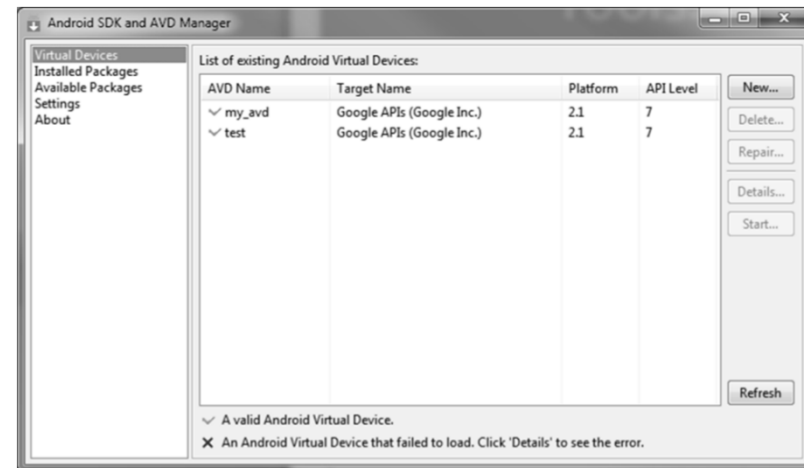 Android SDK and AVD Manager
Virtual Devices
Installed Packages
Available Packages
Settings
About
List of existing Android Virtual Devices:
AVD Name Target Name Platform API Level
my_avd Google APIs (Google Inc.) 2.1 7
test Google APIs (Google Inc.) 2.1 7
New...
Delete...
Repair...
Details...
Start...
Refresh
A valid Android Virtual Device.
An Android Virtual Device that failed to load. Click 'Details' to see the error.